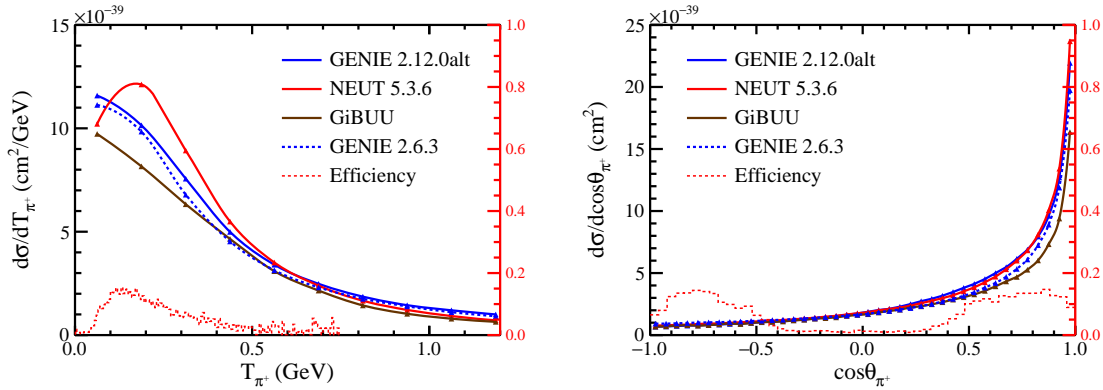 ×10⁻³⁹
15
10
5
0
dσ/dT_π⁺ (cm²/GeV)
GENIE 2.12.0alt
NEUT 5.3.6
GiBUU
GENIE 2.6.3
Efficiency
1.0
0.8
0.6
0.4
0.2
0.0
0.0
0.5
1.0
T_π⁺ (GeV)
×10⁻³⁹
25
20
15
10
5
0
dσ/dcosθ_π⁺ (cm²)
GENIE 2.12.0alt
NEUT 5.3.6
GiBUU
GENIE 2.6.3
Efficiency
1.0
0.8
0.6
0.4
0.2
0.0
−1.0
−0.5
0.0
0.5
1.0
cosθ_π⁺